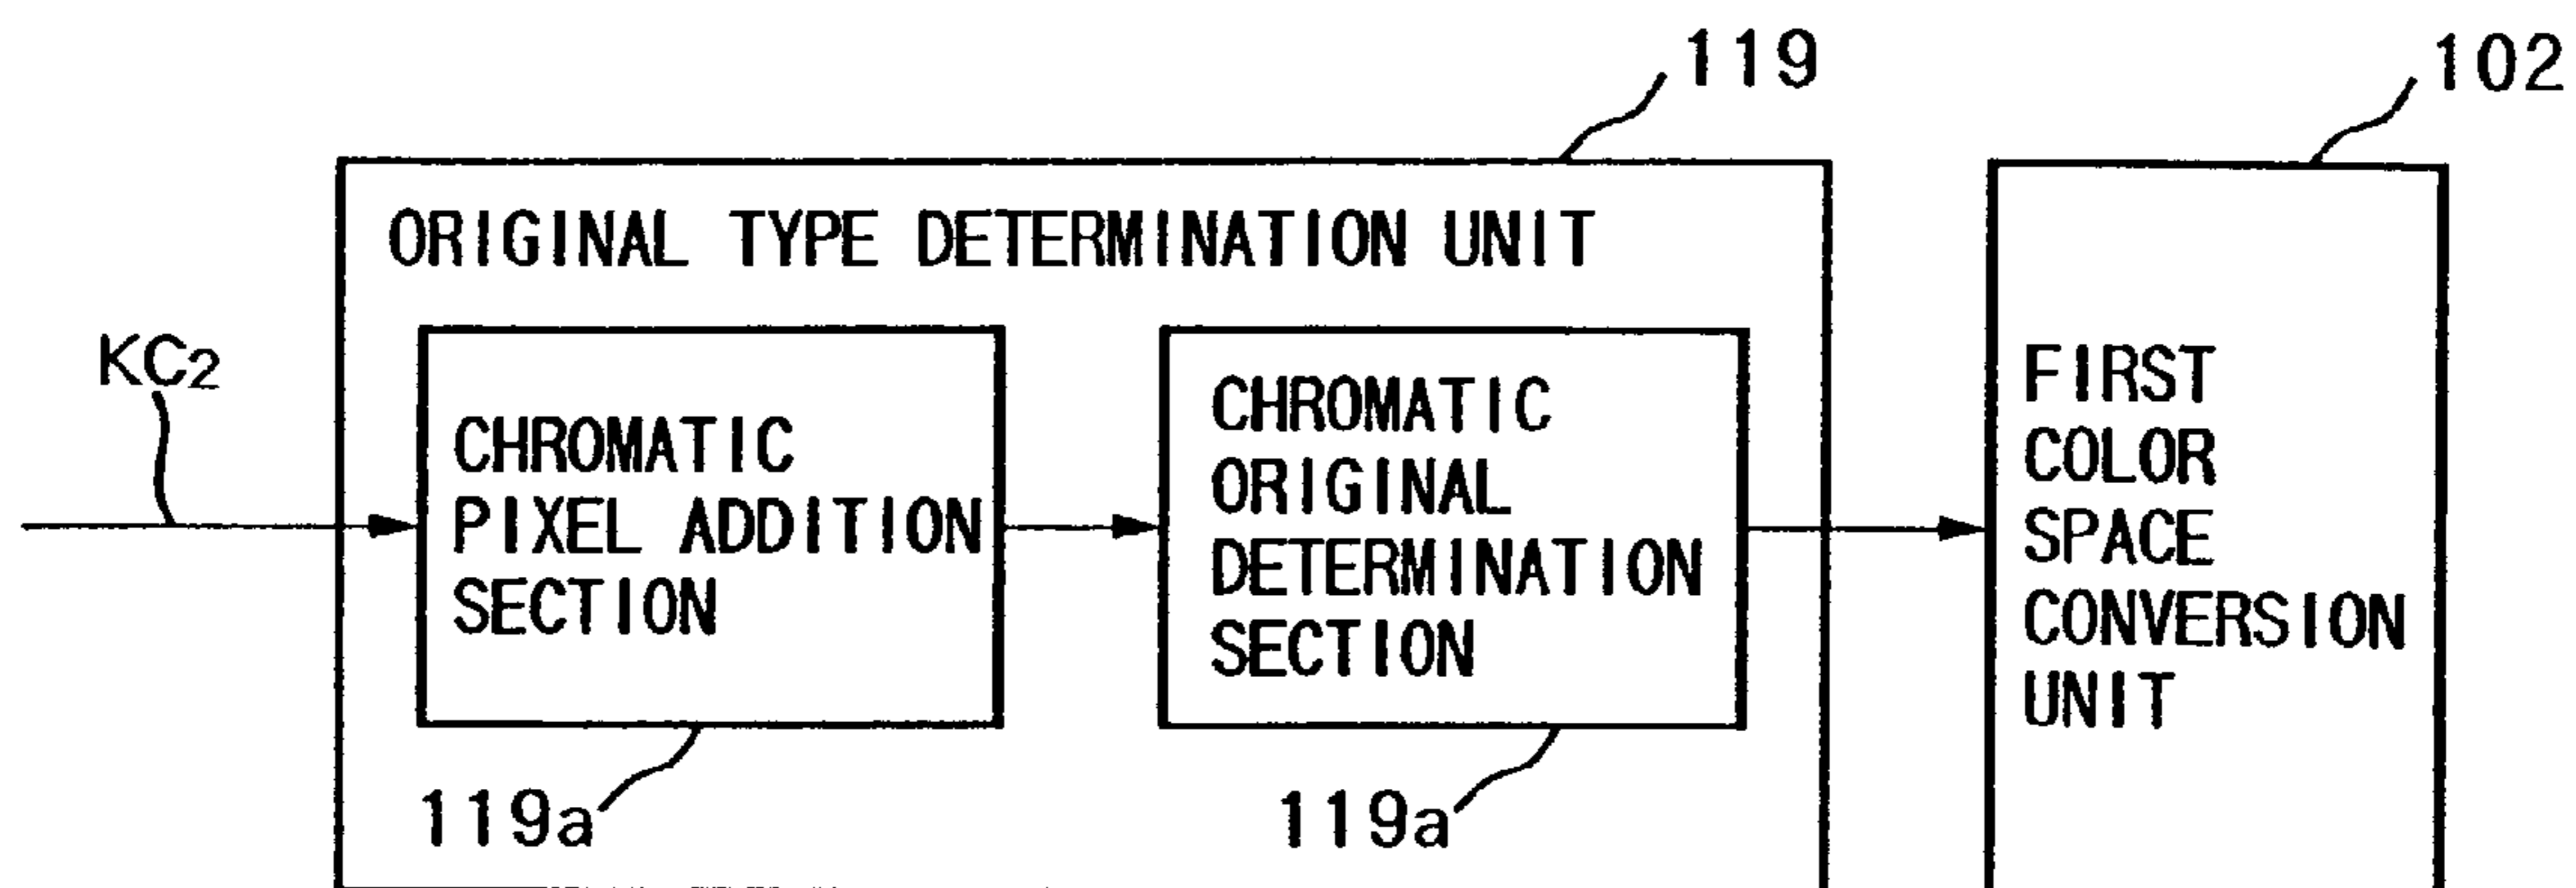 119
102
ORIGINAL TYPE DETERMINATION UNIT
KC2
CHROMATIC
PIXEL ADDITION
SECTION
CHROMATIC
ORIGINAL
DETERMINATION
SECTION
FIRST
COLOR
SPACE
CONVERSION
UNIT
119a
119a